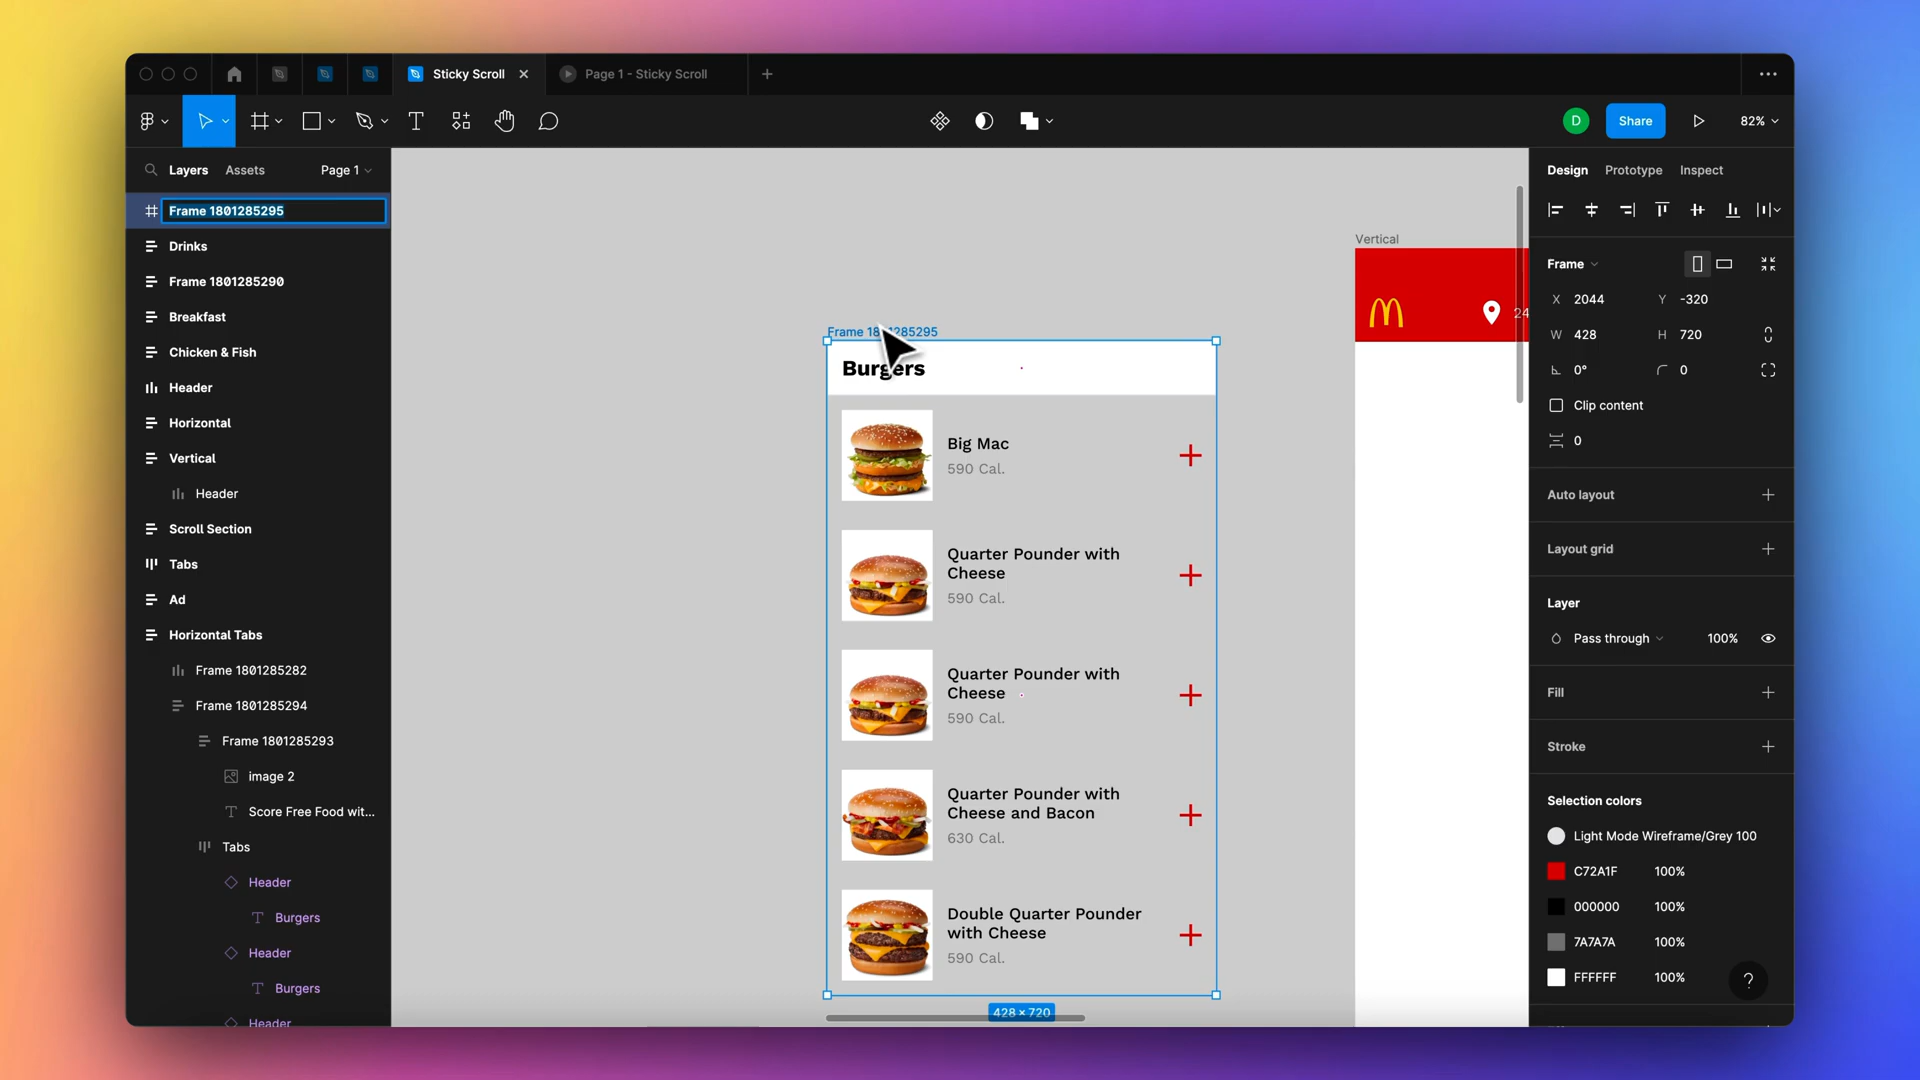 Sticky Scroll
Page 1 - Sticky Scroll
D
Share
82%
Layers
Assets
Page 1
Frame 1801285295
Drinks
Frame 1801285290
Breakfast
Chicken & Fish
Header
Horizontal
Vertical
Header
Scroll Section
Tabs
Ad
Horizontal Tabs
Frame 1801285282
Frame 1801285294
Frame 1801285293
image 2
Score Free Food wit...
Tabs
Header
Burgers
Header
Burgers
Header
Vertical
24
Frame 1801285295
Burgers
Big Mac
590 Cal.
Quarter Pounder with
Cheese
590 Cal.
Quarter Pounder with
Cheese
590 Cal.
Quarter Pounder with
Cheese and Bacon
630 Cal.
Double Quarter Pounder
with Cheese
590 Cal.
428 × 720
Design
Prototype
Inspect
Frame
X 2044
Y -320
W 428
H 720
0°
0
Clip content
0
Auto layout
Layout grid
Layer
Pass through
100%
Fill
Stroke
Selection colors
Light Mode Wireframe/Grey 100
C72A1F 100%
000000 100%
7A7A7A 100%
FFFFFF 100%
?